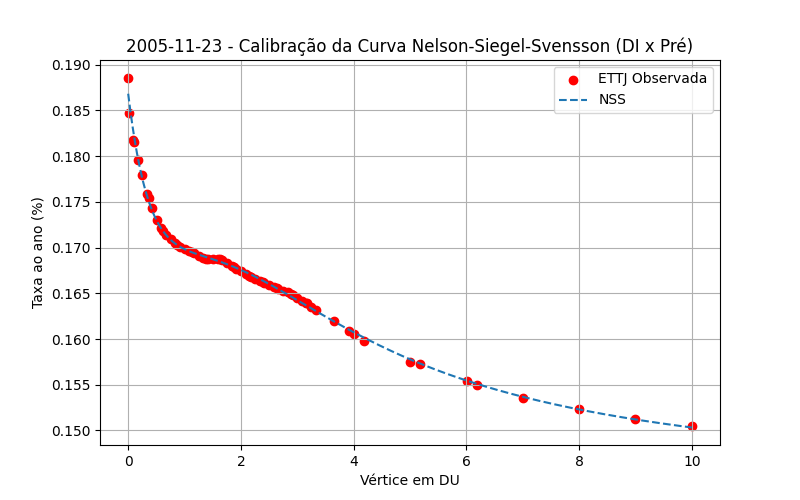 2005-11-23 - Calibração da Curva Nelson-Siegel-Svensson (DI x Pré)
ETTJ Observada
NSS
Taxa ao ano (%)
0.190
0.185
0.180
0.175
0.170
0.165
0.160
0.155
0.150
0 2 4 6 8 10
Vértice em DU